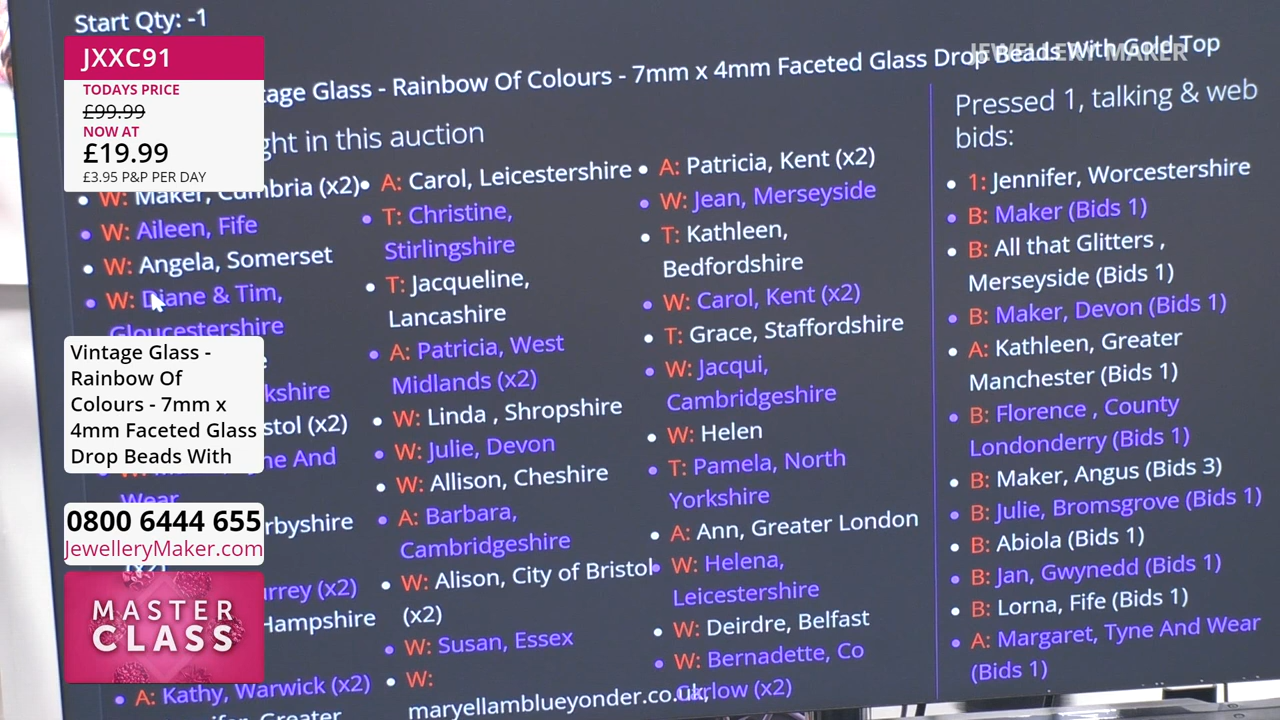 Start Qty: -1
JEWELLERY MAKER
JXXC91
TODAYS PRICE
£99.99
NOW AT
£19.99
£3.95 P&P PER DAY
tage Glass - Rainbow Of Colours - 7mm x 4mm Faceted Glass Drop Beads With Gold Top
ght in this auction
W: Maker, Cumbria (x2)
W: Aileen, Fife
W: Angela, Somerset
W: Diane & Tim,
Gloucestershire
kshire
stol (x2)
ne And
Wear
rbyshire
(x2)
urrey (x2)
Hampshire
A: Kathy, Warwick (x2)
A: Carol, Leicestershire
T: Christine,
Stirlingshire
T: Jacqueline,
Lancashire
A: Patricia, West
Midlands (x2)
W: Linda , Shropshire
W: Julie, Devon
W: Allison, Cheshire
A: Barbara,
Cambridgeshire
W: Alison, City of Bristol
(x2)
W: Susan, Essex
W:
maryellamblueyonder.co.uk,
A: Patricia, Kent (x2)
W: Jean, Merseyside
T: Kathleen,
Bedfordshire
W: Carol, Kent (x2)
T: Grace, Staffordshire
W: Jacqui,
Cambridgeshire
W: Helen
T: Pamela, North
Yorkshire
A: Ann, Greater London
W: Helena,
Leicestershire
W: Deirdre, Belfast
W: Bernadette, Co
Carlow (x2)
Pressed 1, talking & web
bids:
1: Jennifer, Worcestershire
B: Maker (Bids 1)
B: All that Glitters ,
Merseyside (Bids 1)
B: Maker, Devon (Bids 1)
A: Kathleen, Greater
Manchester (Bids 1)
B: Florence , County
Londonderry (Bids 1)
B: Maker, Angus (Bids 3)
B: Julie, Bromsgrove (Bids 1)
B: Abiola (Bids 1)
B: Jan, Gwynedd (Bids 1)
B: Lorna, Fife (Bids 1)
A: Margaret, Tyne And Wear
(Bids 1)
Vintage Glass -
Rainbow Of
Colours - 7mm x
4mm Faceted Glass
Drop Beads With
0800 6444 655
JewelleryMaker.com
MASTER
CLASS